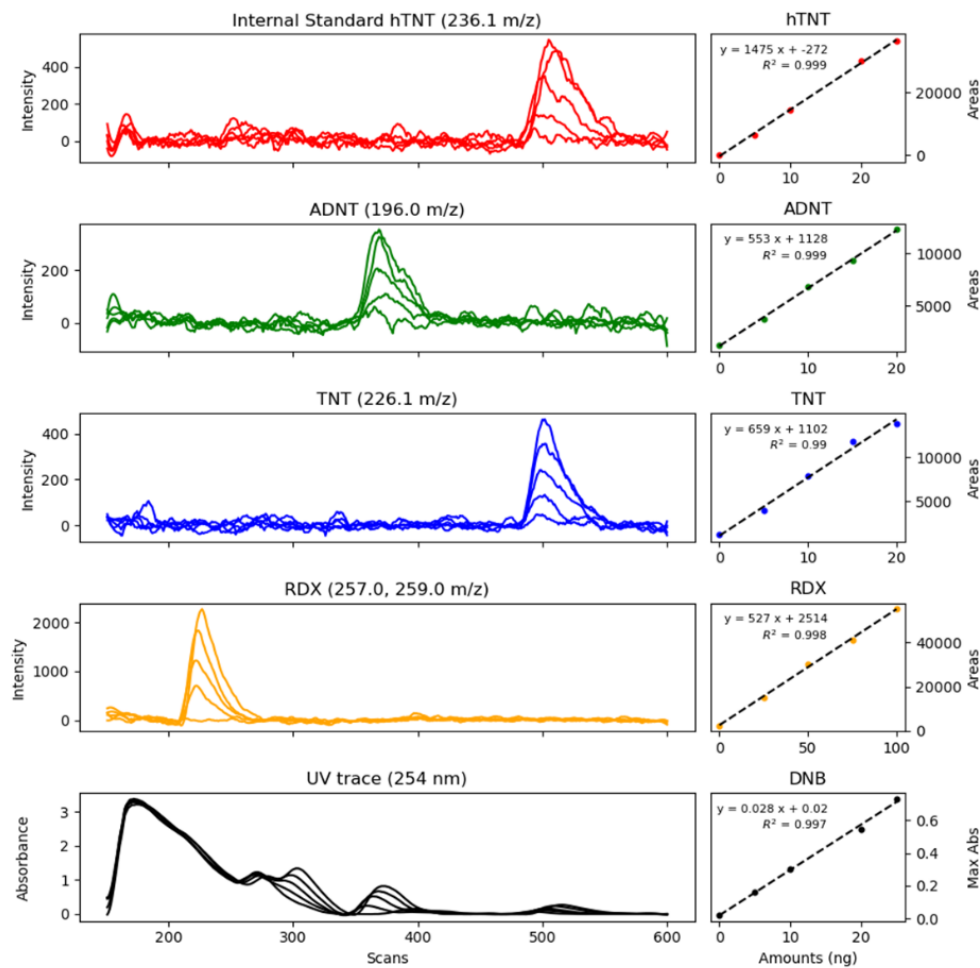 Internal Standard hTNT (236.1 m/z)
hTNT
Intensity
400
200
0
y = 1475 x + -272
R² = 0.999
20000
0
Areas
0 10 20
ADNT (196.0 m/z)
ADNT
Intensity
200
0
y = 553 x + 1128
R² = 0.999
10000
5000
Areas
0 10 20
TNT (226.1 m/z)
TNT
Intensity
400
200
0
y = 659 x + 1102
R² = 0.99
10000
5000
Areas
0 10 20
RDX (257.0, 259.0 m/z)
RDX
Intensity
2000
1000
0
y = 527 x + 2514
R² = 0.998
40000
20000
0
Areas
0 50 100
UV trace (254 nm)
DNB
Absorbance
3
2
1
0
y = 0.028 x + 0.02
R² = 0.997
0.6
0.4
0.2
0.0
Max Abs
200 300 400 500 600
Scans
0 10 20
Amounts (ng)